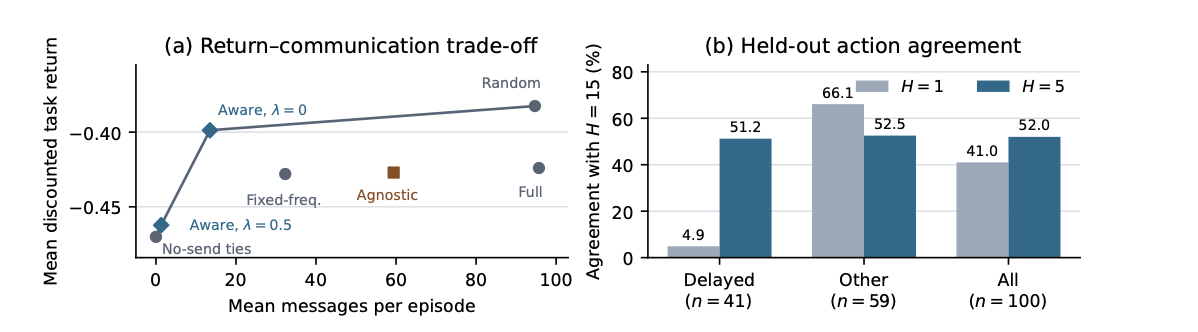 (a) Return–communication trade-off
Mean discounted task return
−0.40
−0.45
Random
Aware, λ = 0
Fixed-freq.
Agnostic
Full
Aware, λ = 0.5
No-send ties
0 20 40 60 80 100
Mean messages per episode
(b) Held-out action agreement
Agreement with H = 15 (%)
80
60
40
20
0
H = 1 H = 5
4.9 51.2 66.1 52.5 41.0 52.0
Delayed Other All
(n = 41) (n = 59) (n = 100)